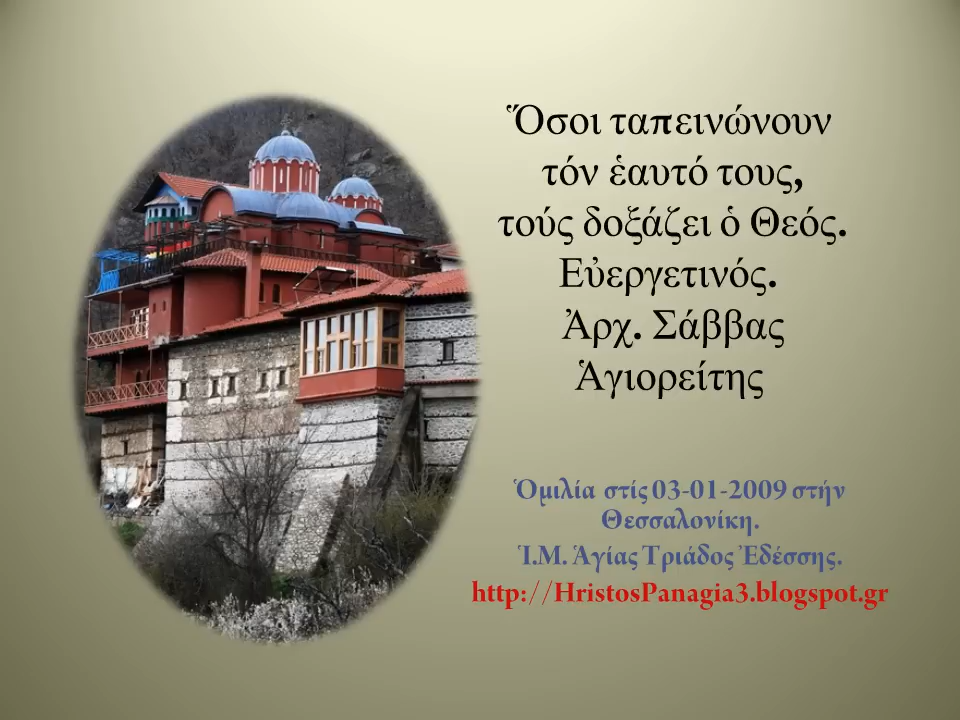 Ὅσοι ταπεινώνουν
τόν ἑαυτό τους,
τούς δοξάζει ὁ Θεός.
Εὐεργετινός.
Ἀρχ. Σάββας
Ἁγιορείτης
Ὁμιλία στίς 03-01-2009 στήν
Θεσσαλονίκη.
Ἱ.Μ. Ἁγίας Τριάδος Ἐδέσσης.
http://HristosPanagia3.blogspot.gr